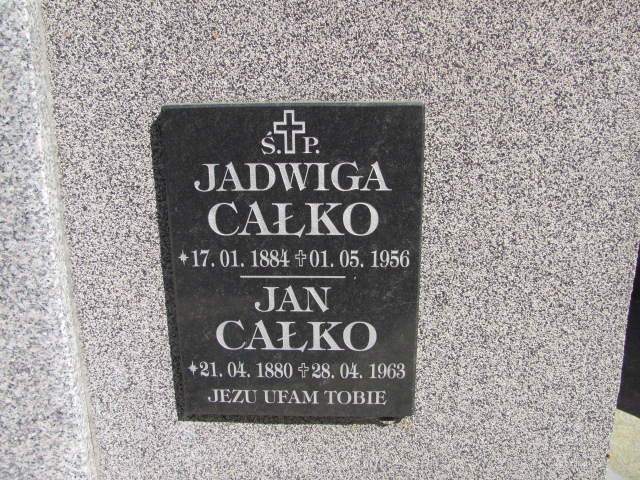 Ś. P.
JADWIGA
CAŁKO
*17. 01. 1884 ✝ 01. 05. 1956
JAN
CAŁKO
*21. 04. 1880 ✝ 28. 04. 1963
JEZU UFAM TOBIE